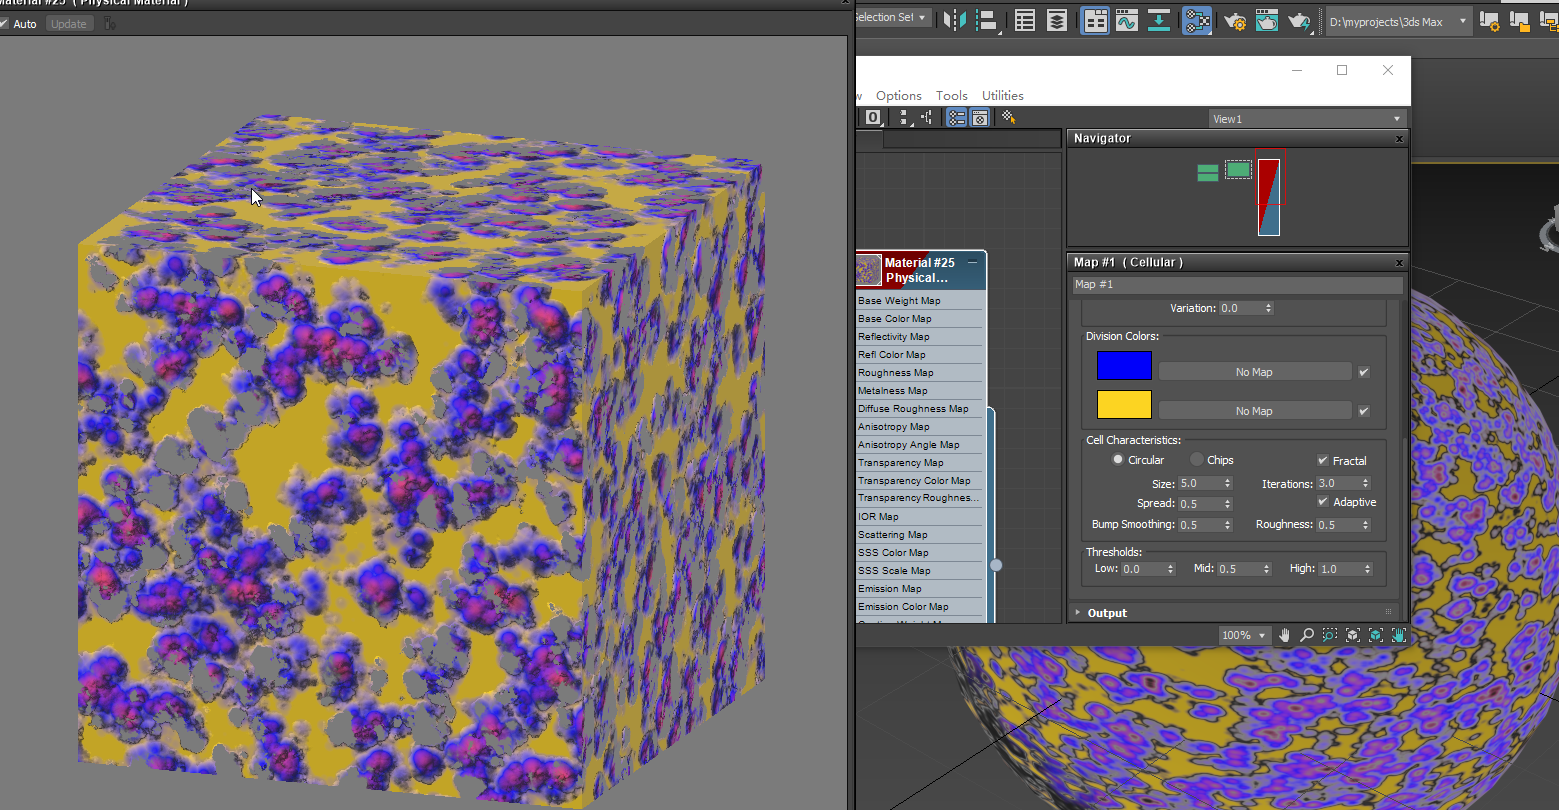 Material #25 ( Physical Material )
Auto
Update
Selection Set
D:\myprojects\3ds Max
Options
Tools
Utilities
View1
Navigator
Material #25
Physical...
Base Weight Map
Base Color Map
Reflectivity Map
Refl Color Map
Roughness Map
Metalness Map
Diffuse Roughness Map
Anisotropy Map
Anisotropy Angle Map
Transparency Map
Transparency Color Map
Transparency Roughnes...
IOR Map
Scattering Map
SSS Color Map
SSS Scale Map
Emission Map
Emission Color Map
Map #1 ( Cellular )
Map #1
Variation: 0.0
Division Colors:
No Map
No Map
Cell Characteristics:
Circular
Chips
Fractal
Size: 5.0
Iterations: 3.0
Spread: 0.5
Adaptive
Bump Smoothing: 0.5
Roughness: 0.5
Thresholds:
Low: 0.0
Mid: 0.5
High: 1.0
Output
100%